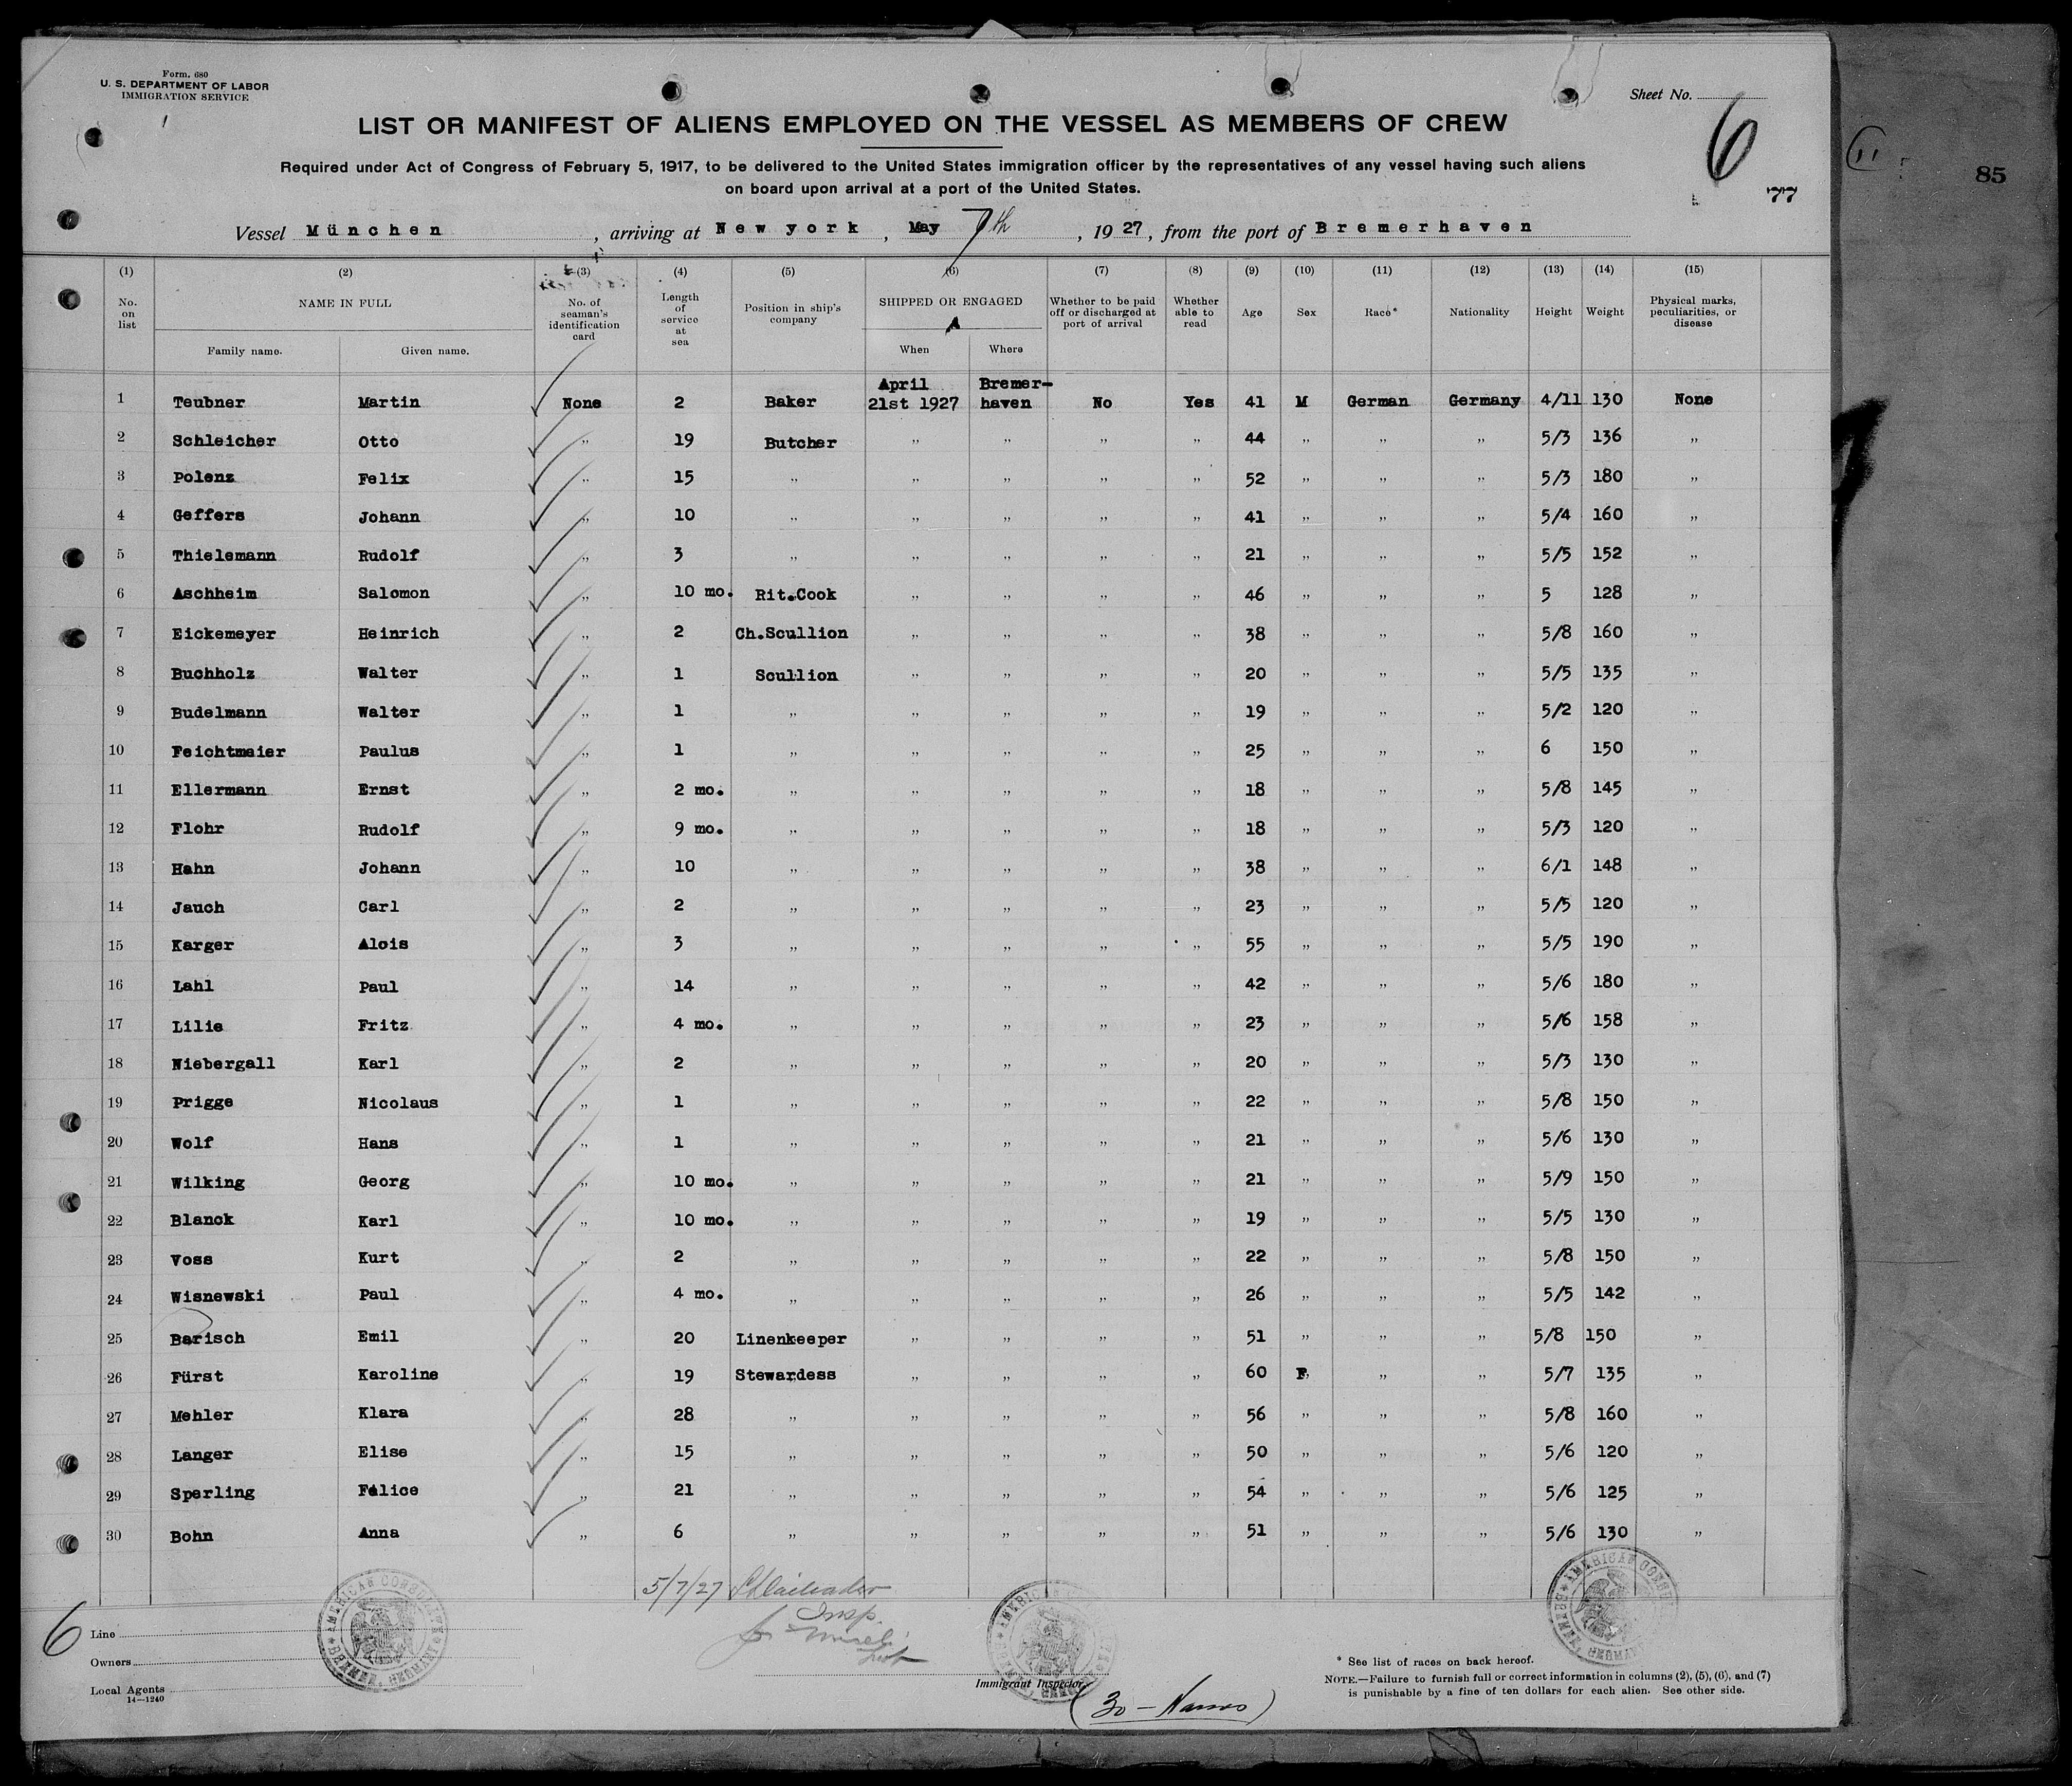 Form. 680
U. S. DEPARTMENT OF LABOR
IMMIGRATION SERVICE
Sheet No.
6
77
85
LIST OR MANIFEST OF ALIENS EMPLOYED ON THE VESSEL AS MEMBERS OF CREW
Required under Act of Congress of February 5, 1917, to be delivered to the United States immigration officer by the representatives of any vessel having such aliens
on board upon arrival at a port of the United States.
Vessel München, arriving at New york, May 7th, 1927, from the port of Bremerhaven
(1) (2) (3) (4) (5) (6) (7) (8) (9) (10) (11) (12) (13) (14) (15)
No. on list NAME IN FULL Family name. Given name. No. of seaman's identification card Length of service at sea Position in ship's company SHIPPED OR ENGAGED When Where Whether to be paid off or discharged at port of arrival Whether able to read Age Sex Race* Nationality Height Weight Physical marks, peculiarities, or disease
1 Teubner Martin None 2 Baker April 21st 1927 Bremer-haven No Yes 41 M German Germany 4/11 130 None
2 Schleicher Otto " 19 Butcher " " " " 44 " " " 5/3 136 "
3 Polenz Felix " 15 " " " " " 52 " " " 5/3 180 "
4 Geffers Johann " 10 " " " " " 41 " " " 5/4 160 "
5 Thielemann Rudolf " 3 " " " " " 21 " " " 5/5 152 "
6 Aschheim Salomon " 10 mo. Rit.Cook " " " " 46 " " " 5 128 "
7 Eickemeyer Heinrich " 2 Ch.Scullion " " " " 38 " " " 5/8 160 "
8 Buchholz Walter " 1 Scullion " " " " 20 " " " 5/5 135 "
9 Budelmann Walter " 1 " " " " " 19 " " " 5/2 120 "
10 Feichtmaier Paulus " 1 " " " " " 25 " " " 6 150 "
11 Ellermann Ernst " 2 mo. " " " " " 18 " " " 5/8 145 "
12 Flohr Rudolf " 9 mo. " " " " " 18 " " " 5/3 120 "
13 Hahn Johann " 10 " " " " " 38 " " " 6/1 148 "
14 Jauch Carl " 2 " " " " " 23 " " " 5/5 120 "
15 Karger Alois " 3 " " " " " 55 " " " 5/5 190 "
16 Lahl Paul " 14 " " " " " 42 " " " 5/6 180 "
17 Lilie Fritz " 4 mo. " " " " " 23 " " " 5/6 158 "
18 Niebergall Karl " 2 " " " " " 20 " " " 5/3 130 "
19 Prigge Nicolaus " 1 " " " " " 22 " " " 5/8 150 "
20 Wolf Hans " 1 " " " " " 21 " " " 5/6 130 "
21 Wilking Georg " 10 mo. " " " " " 21 " " " 5/9 150 "
22 Blanck Karl " 10 mo. " " " " " 19 " " " 5/5 130 "
23 Voss Kurt " 2 " " " " " 22 " " " 5/8 150 "
24 Wisnewski Paul " 4 mo. " " " " " 26 " " " 5/5 142 "
25 Barisch Emil " 20 Linenkeeper " " " " 51 " " " 5/8 150 "
26 Fürst Karoline " 19 Stewardess " " " " 60 F " " 5/7 135 "
27 Mehler Klara " 28 " " " " " 56 " " " 5/8 160 "
28 Langer Elise " 15 " " " " " 50 " " " 5/6 120 "
29 Sperling Felice " 21 " " " " " 54 " " " 5/6 125 "
30 Bohn Anna " 6 " " " " " 51 " " " 5/6 130 "
5/7/27
Insp.
6
Line
Owners
Local Agents
14—1240
AMERICAN CONSULATE BREMEN, GERMANY
Immigrant Inspector.
(30 — Names)
* See list of races on back hereof.
NOTE.—Failure to furnish full or correct information in columns (2), (5), (6), and (7)
is punishable by a fine of ten dollars for each alien. See other side.